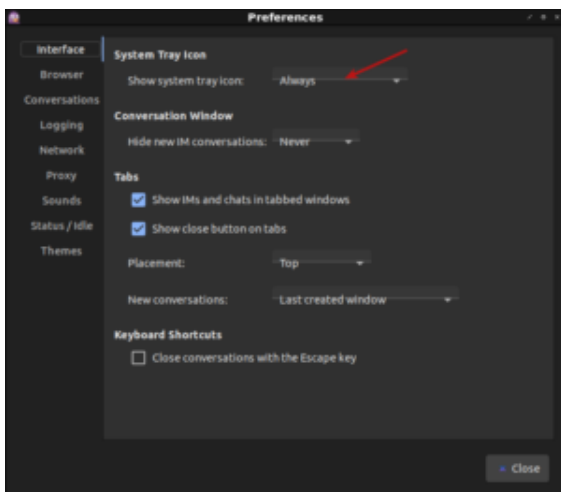 Preferences
Interface
Browser
Conversations
Logging
Network
Proxy
Sounds
Status / Idle
Themes
System Tray Icon
Show system tray icon: Always
Conversation Window
Hide new IM conversations: Never
Tabs
Show IMs and chats in tabbed windows
Show close button on tabs
Placement: Top
New conversations: Last created window
Keyboard Shortcuts
Close conversations with the Escape key
Close